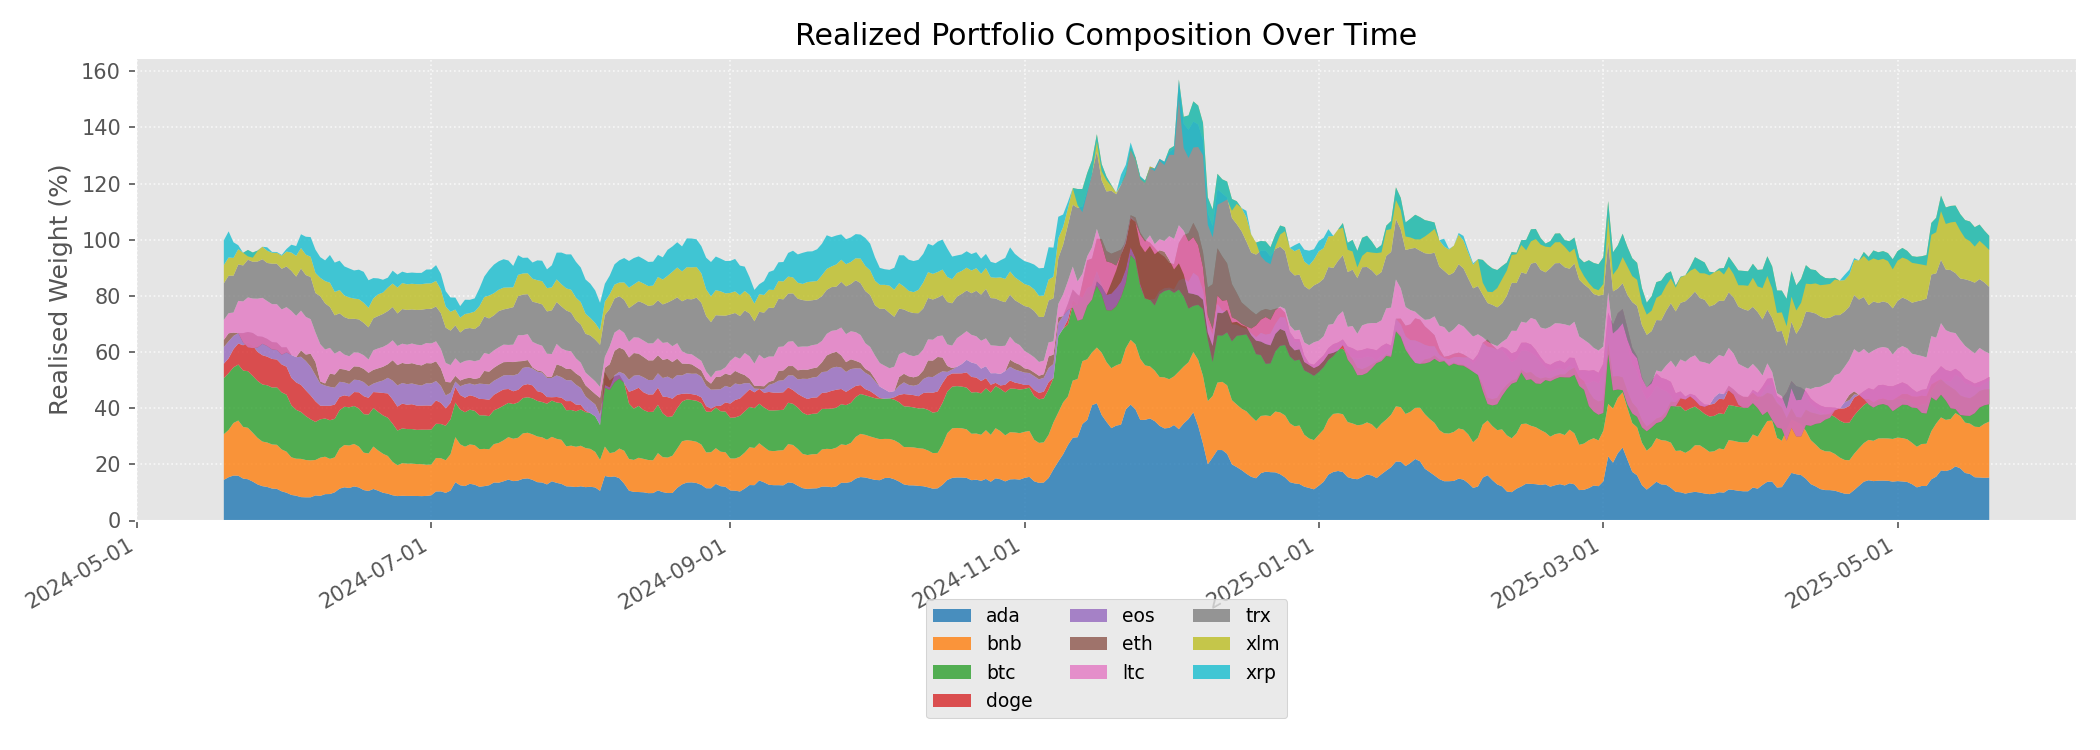 Realized Portfolio Composition Over Time
Realised Weight (%)
160
140
120
100
80
60
40
20
0
2024-05-01 2024-07-01 2024-09-01 2024-11-01 2025-01-01 2025-03-01 2025-05-01
ada eos trx
bnb eth xlm
btc ltc xrp
doge